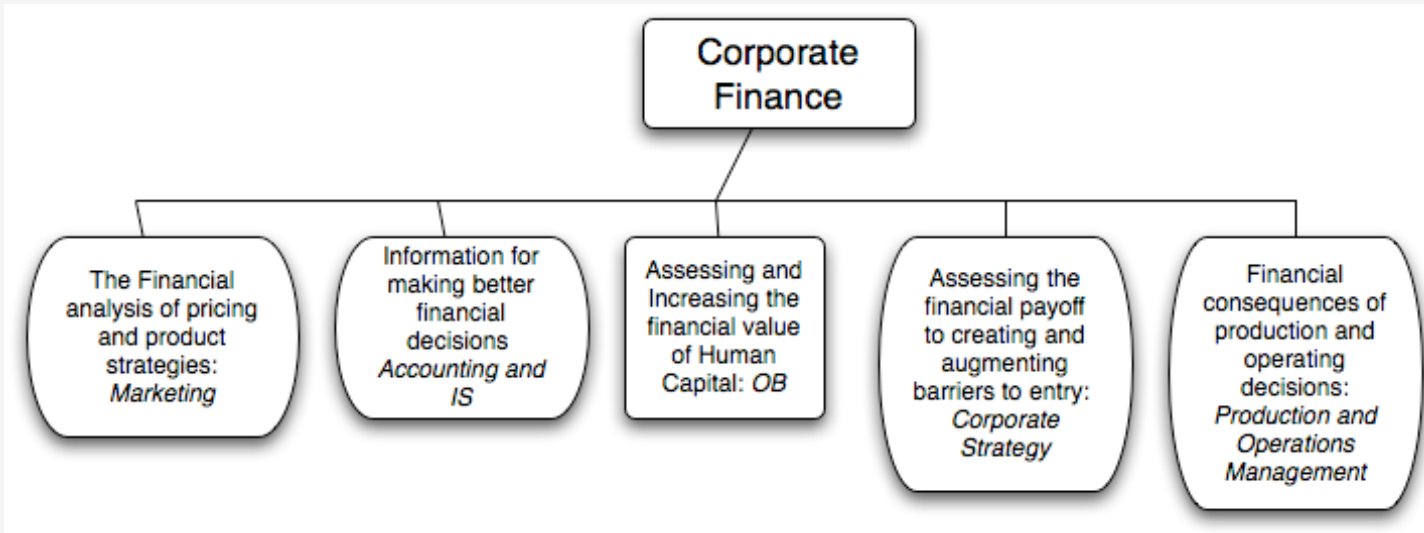 Corporate
Finance
The Financial
analysis of pricing
and product
strategies:
Marketing
Information for
making better
financial
decisions
Accounting and
IS
Assessing and
Increasing the
financial value
of Human
Capital: OB
Assessing the
financial payoff
to creating and
augmenting
barriers to entry:
Corporate
Strategy
Financial
consequences of
production and
operating
decisions:
Production and
Operations
Management